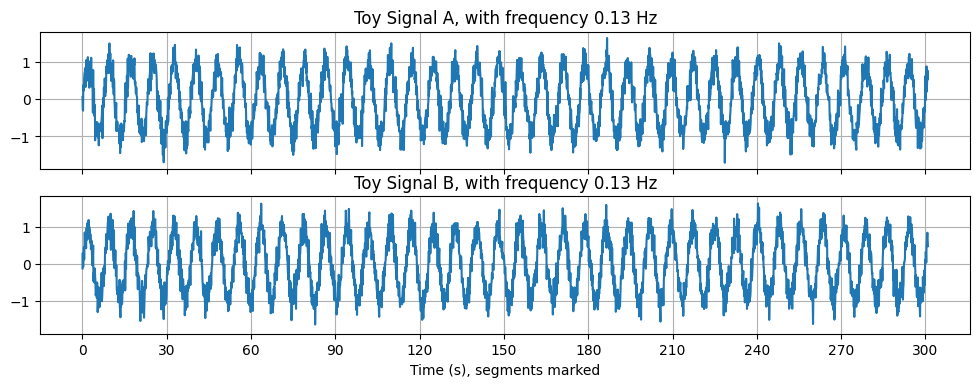 Toy Signal A, with frequency 0.13 Hz
1
0
−1
Toy Signal B, with frequency 0.13 Hz
1
0
−1
0 30 60 90 120 150 180 210 240 270 300
Time (s), segments marked